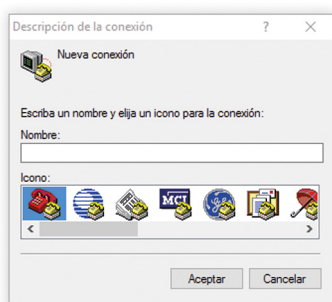 Descripción de la conexión
Nueva conexión
Escriba un nombre y elija un icono para la conexión:
Nombre:
Icono:
MCI
Aceptar
Cancelar